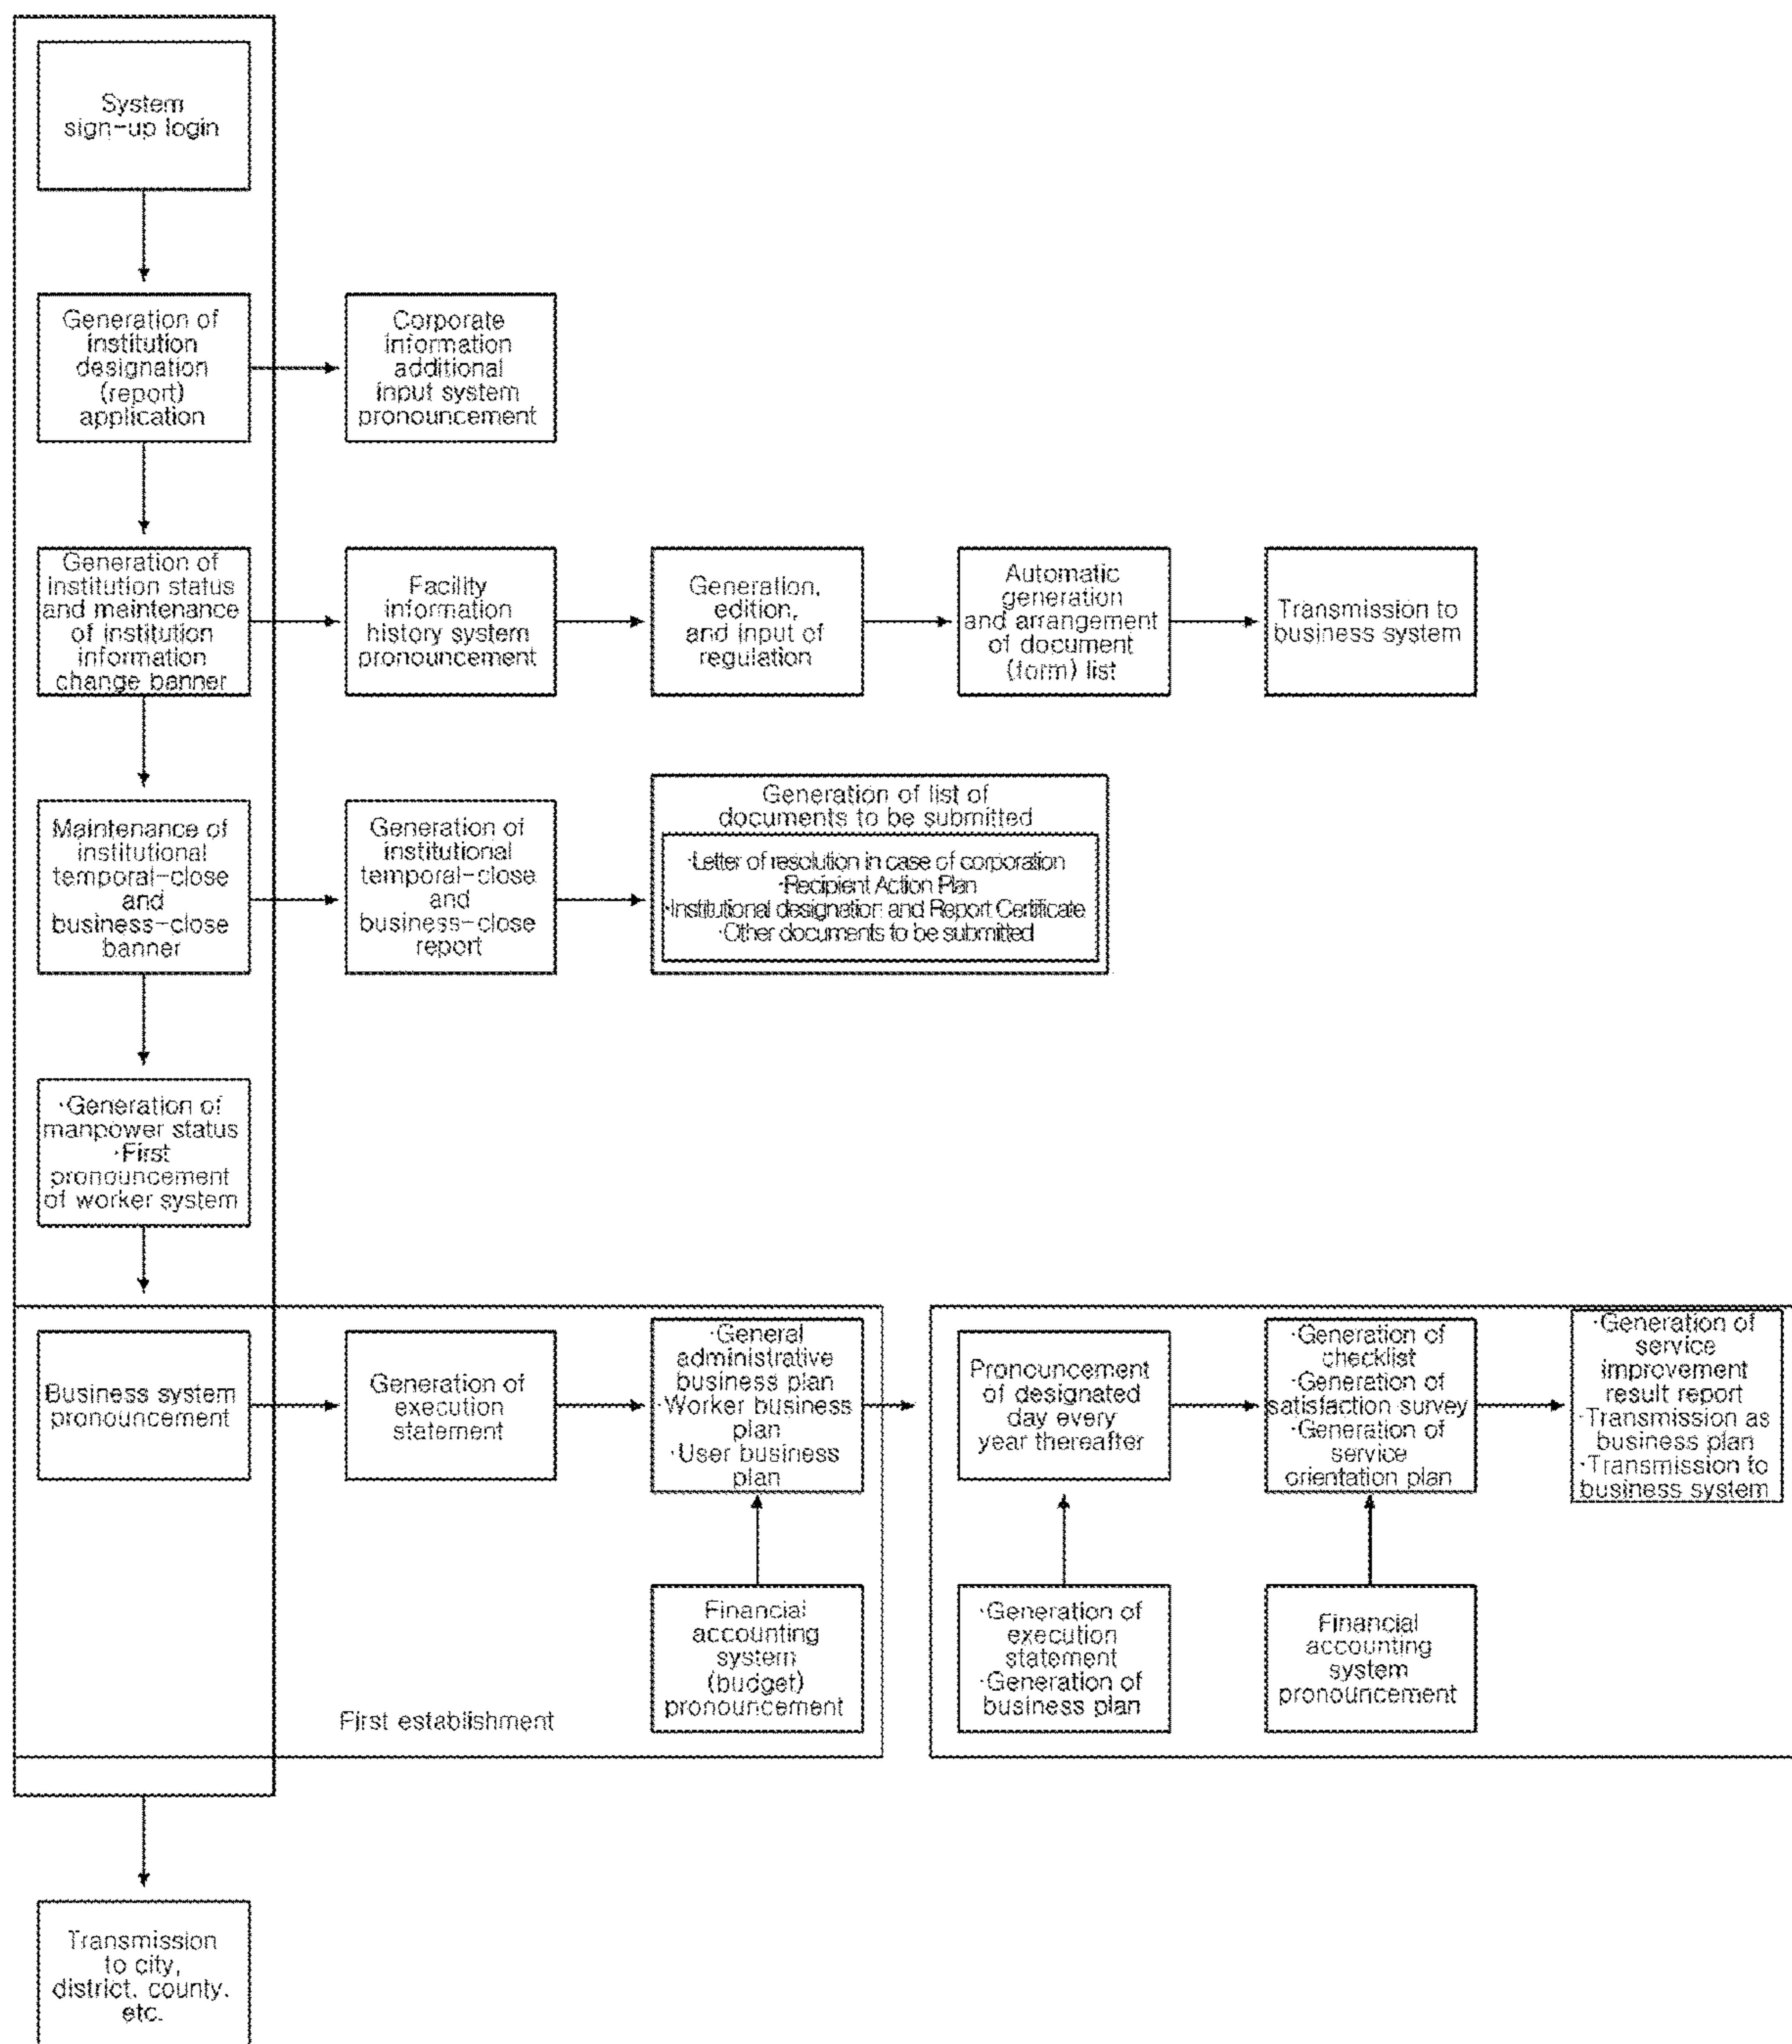 System
sign-up login
Generation of
institution
designation
(report)
application
Corporate
information
additional
input system
pronouncement
Generation of
institution status
and maintenance
of institution
information
change banner
Facility
information
history system
pronouncement
Generation,
edition,
and input of
regulation
Automatic
generation
and arrangement
of document
(form) list
Transmission to
business system
Maintenance of
institutional
temporal-close
and
business-close
banner
Generation of
institutional
temporal-close
and
business-close
report
Generation of list of
documents to be submitted
·Letter of resolution in case of corporation
·Recipient Action Plan
·Institutional designation and Report Certificate
·Other documents to be submitted
·Generation of
manpower status
·First
pronouncement
of worker system
Business system
pronouncement
Generation of
execution
statement
·General
administrative
business plan
·Worker business
plan
·User business
plan
Pronouncement
of designated
day every
year thereafter
·Generation of
checklist
·Generation of
satisfaction survey
·Generation of
service
orientation plan
·Generation of
service
improvement
result report
·Transmission as
business plan
·Transmission to
business system
Financial
accounting
system
(budget)
pronouncement
·Generation of
execution
statement
·Generation of
business plan
Financial
accounting
system
pronouncement
First establishment
Transmission
to city,
district, county,
etc.